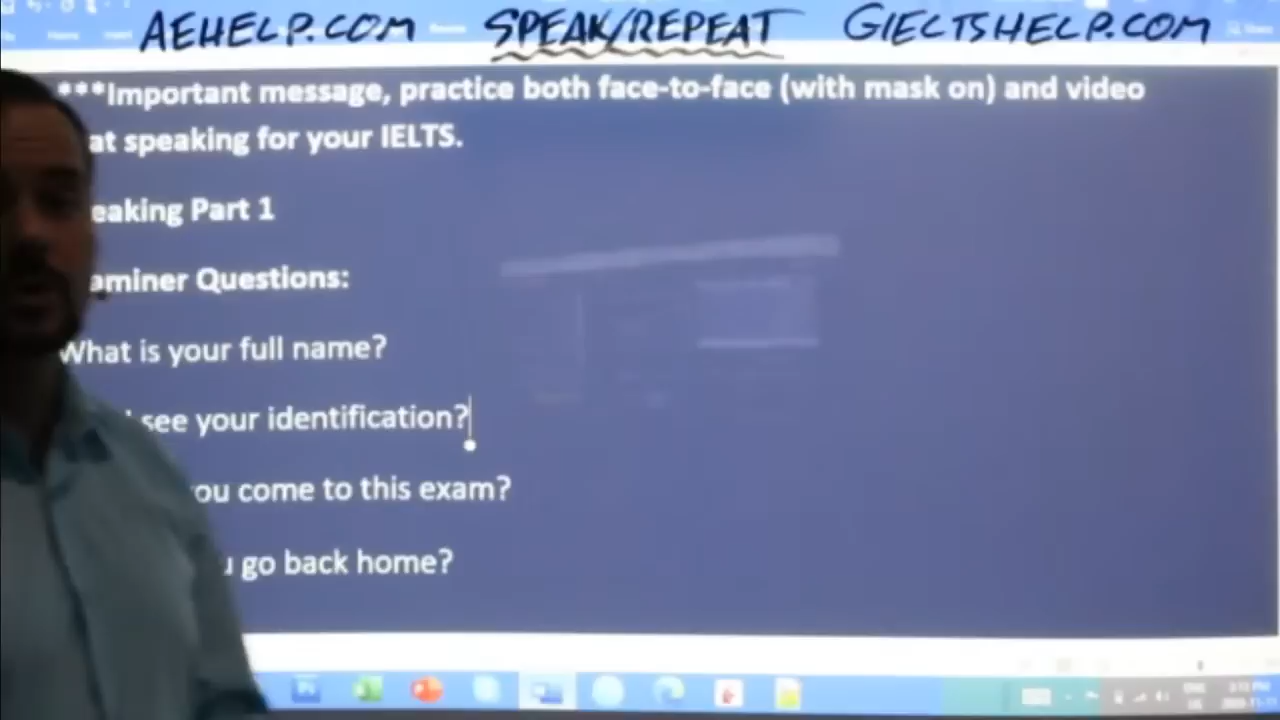 AEHELP.COM SPEAK/REPEAT GIELTSHELP.COM
***Important message, practice both face-to-face (with mask on) and video
at speaking for your IELTS.
eaking Part 1
aminer Questions:
What is your full name?
see your identification?
ou come to this exam?
u go back home?